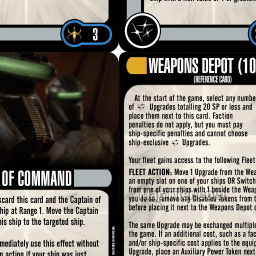 3
WEAPONS DEPOT (10
(REFERENCE CARD)
At the start of the game, select any number
of Upgrades totalling 20 SP or less and
place them next to this card. Faction
penalties do not apply, but you must pay
ship-specific penalties and cannot choose
ship-exclusive Upgrades.
Your fleet gains access to the following Fleet
FLEET ACTION: Move 1 Upgrade from the Wea
an empty slot on one of your ships OR Switch
from one of your ships with 1 beside the Weap
you do so, remove any Disabled Tokens from t
before placing it next to the Weapons Depot c
The same Upgrade may be exchanged multiple
the game. If an additional cost, such as a fac
and/or ship-specific cost applies to the equip
Upgrade, place an Auxiliary Power Token next
OF COMMAND
scard this card and the Captain of
hip at Range 1. Move the Captain
his ship to the targeted ship.
mediately use this effect without
n action if your ship was just